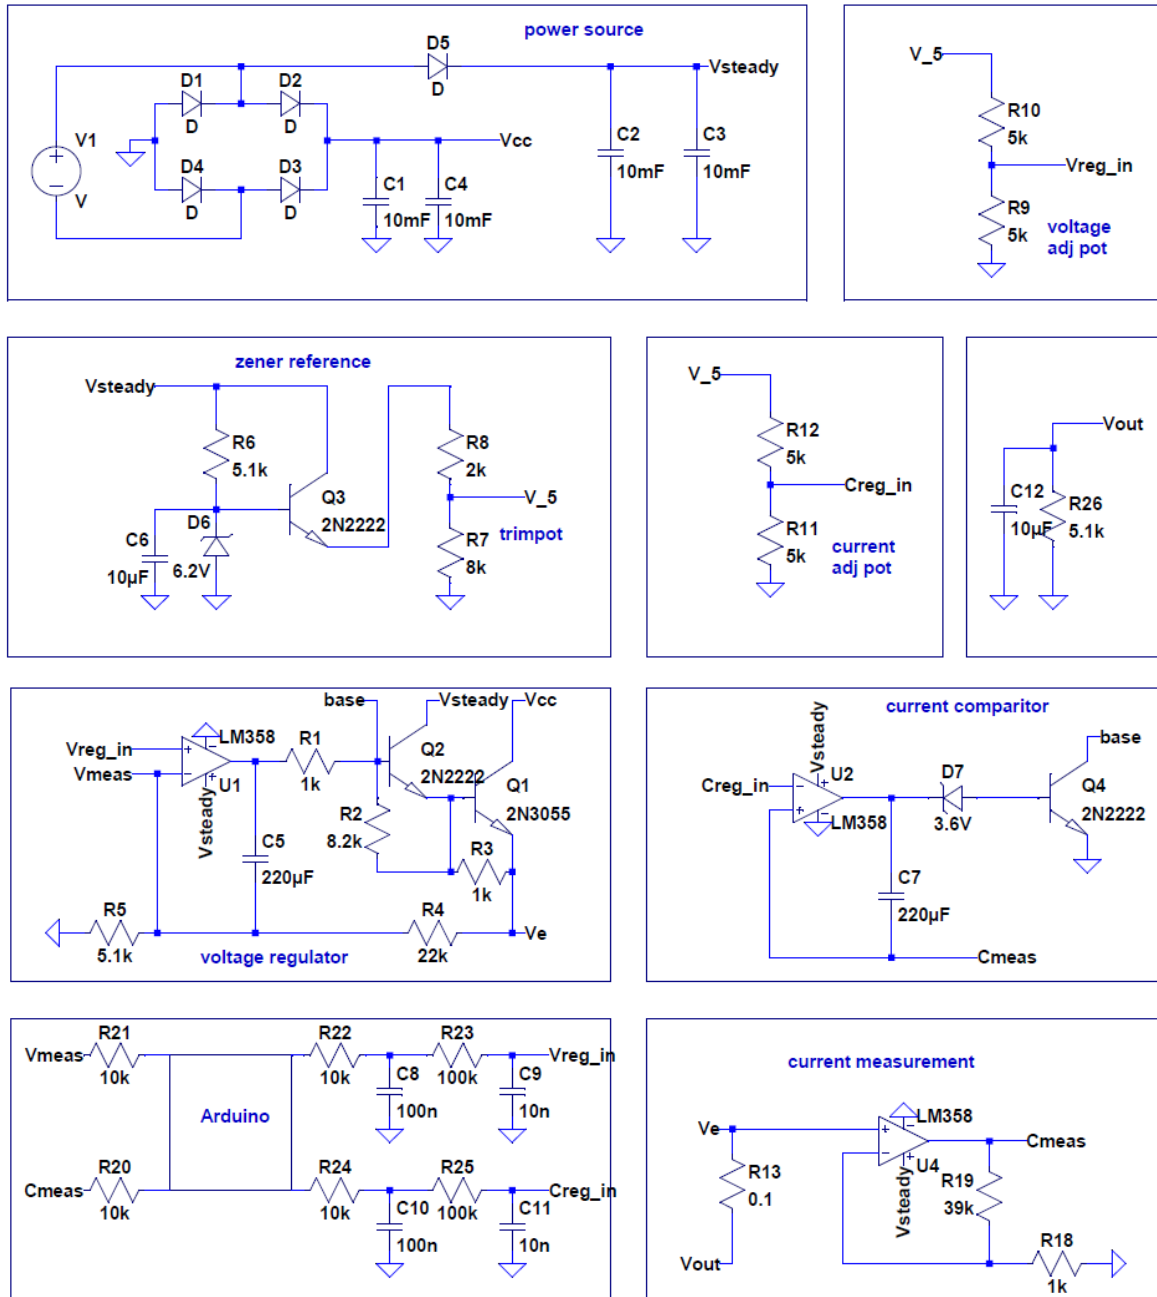 power source
D5
D
Vsteady
D1
D
D2
D
V1
V
Vcc
D4
D
D3
D
C1
10mF
C4
10mF
C2
10mF
C3
10mF
V_5
R10
5k
Vreg_in
R9
5k
voltage
adj pot
zener reference
Vsteady
R6
5.1k
Q3
2N2222
D6
6.2V
C6
10µF
R8
2k
V_5
trimpot
R7
8k
V_5
R12
5k
Creg_in
R11
5k
current
adj pot
Vout
C12
10µF
R26
5.1k
base
Vsteady
Vcc
LM358
Vreg_in
Vmeas
U1
Vsteady
R1
1k
Q2
2N2222
Q1
2N3055
R2
8.2k
C5
220µF
R3
1k
R5
5.1k
R4
22k
Ve
voltage regulator
current comparitor
Vsteady
U2
Creg_in
LM358
D7
3.6V
base
Q4
2N2222
C7
220µF
Cmeas
Vmeas
R21
10k
R22
10k
R23
100k
Vreg_in
C8
100n
C9
10n
Arduino
Cmeas
R20
10k
R24
10k
R25
100k
Creg_in
C10
100n
C11
10n
current measurement
Ve
LM358
Cmeas
U4
Vsteady
R13
0.1
R19
39k
Vout
R18
1k